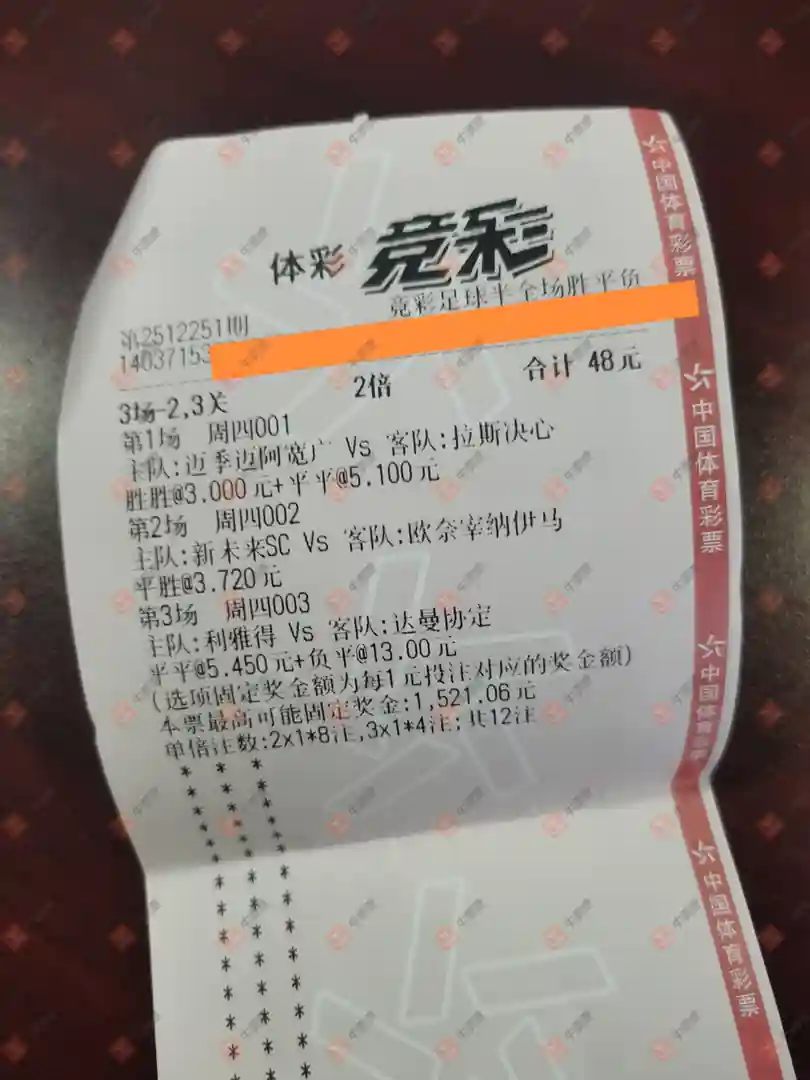 体彩 竞彩
竞彩足球半全场胜平负
第2512251期
14037153
3场-2,3关 2倍 合计 48元
第1场 周四001
主队:迈季迈阿宽广 Vs 客队:拉斯决心
胜胜@3.000元+平平@5.100元
第2场 周四002
主队:新未来SC Vs 客队:欧奈宰纳伊马
平胜@3.720元
第3场 周四003
主队:利雅得 Vs 客队:达曼协定
平平@5.450元+负平@13.00元
(选项固定奖金额为每1元投注对应的奖金额)
本票最高可能固定奖金:1,521.06元
单倍注数:2x1*8注,3x1*4注; 共12注
中国体育彩票
中国体育彩票
中国体育彩票
中国体育彩票